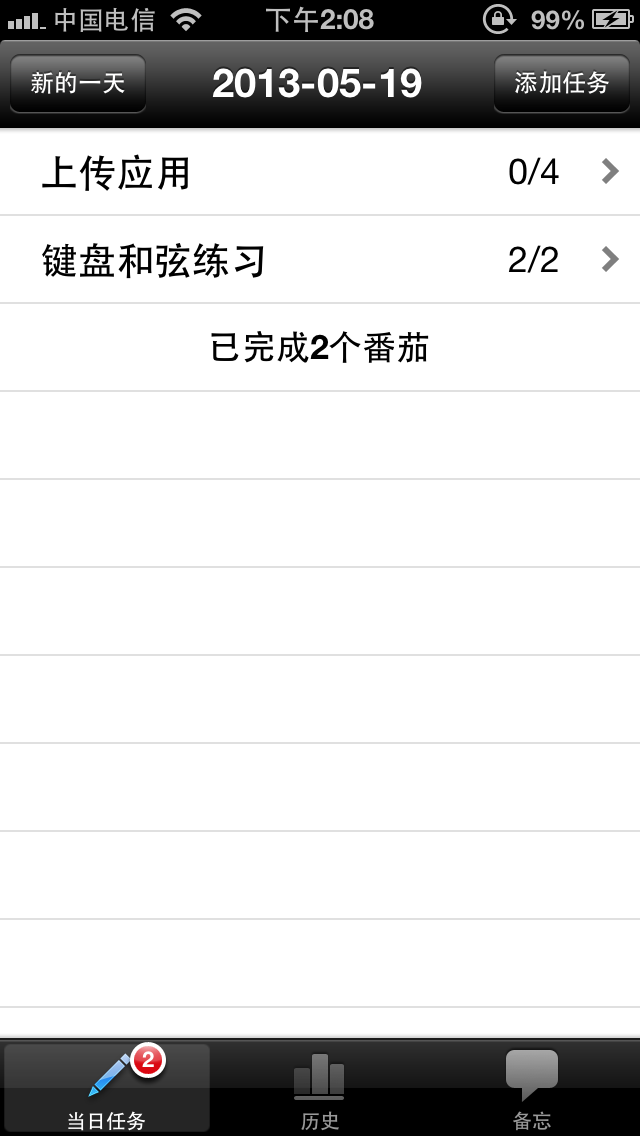 中国电信 下午2:08 99%
新的一天 2013-05-19 添加任务
上传应用 0/4
键盘和弦练习 2/2
已完成2个番茄
2
当日任务 历史 备忘